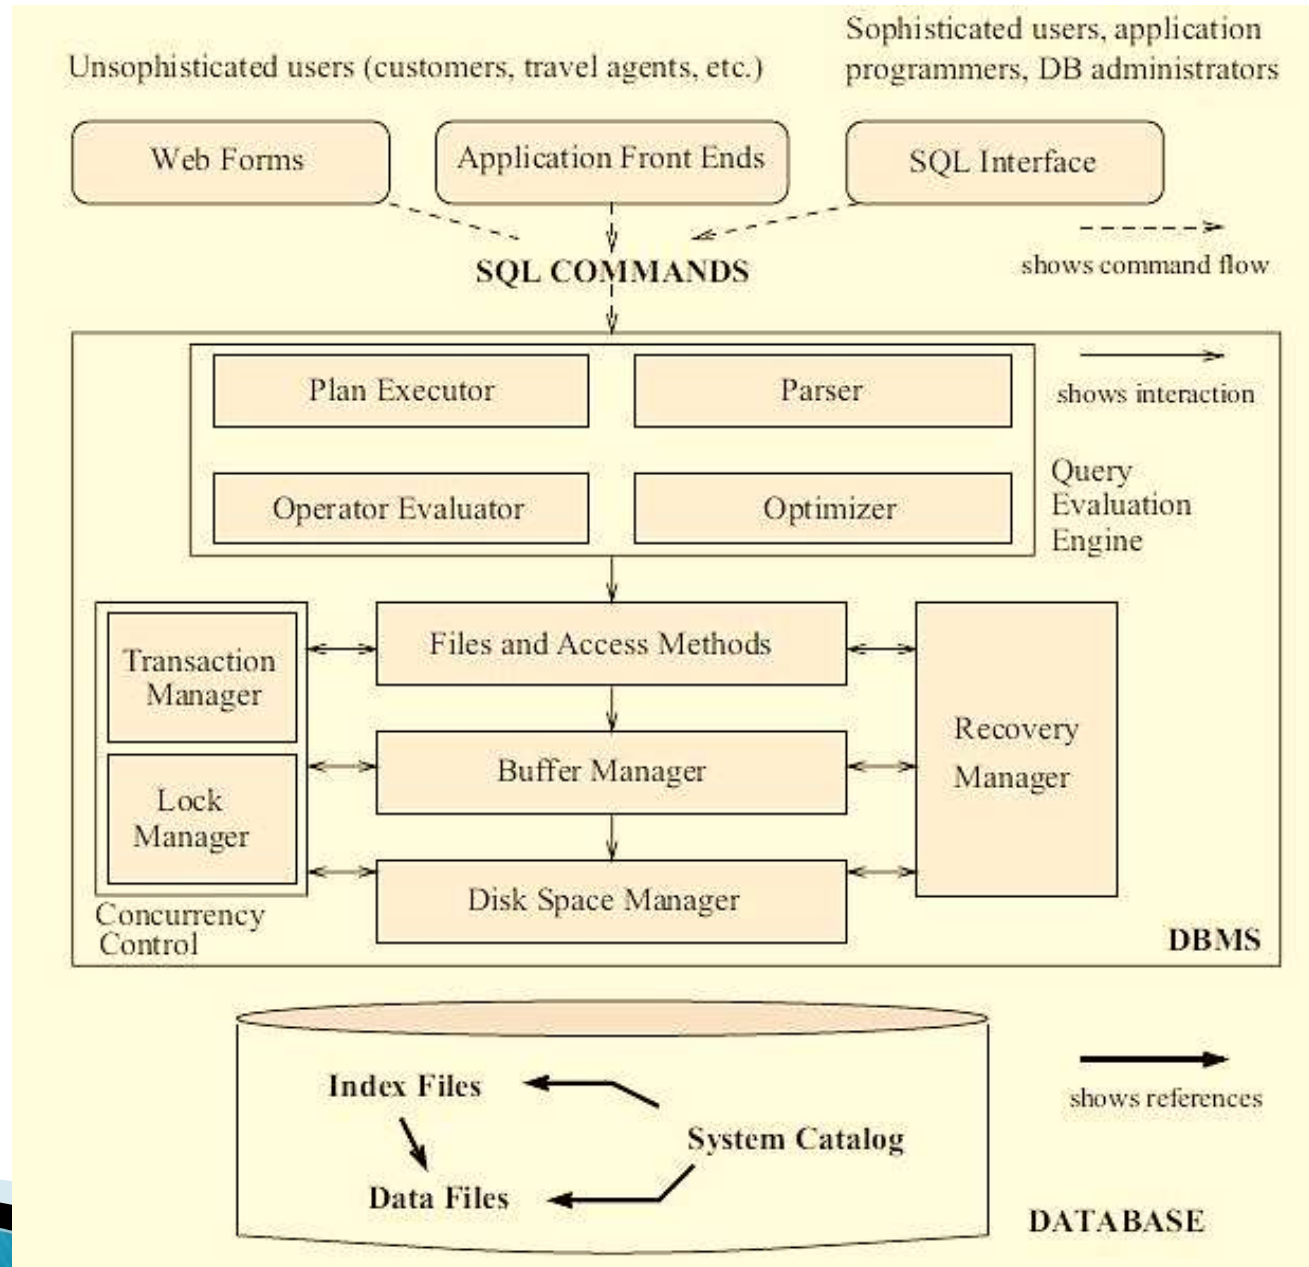 Unsophisticated users (customers, travel agents, etc.)
Sophisticated users, application
programmers, DB administrators
Web Forms
Application Front Ends
SQL Interface
SQL COMMANDS
shows command flow
Plan Executor
Parser
shows interaction
Operator Evaluator
Optimizer
Query
Evaluation
Engine
Transaction
Manager
Files and Access Methods
Recovery
Manager
Buffer Manager
Lock
Manager
Disk Space Manager
Concurrency
Control
DBMS
Index Files
shows references
System Catalog
Data Files
DATABASE